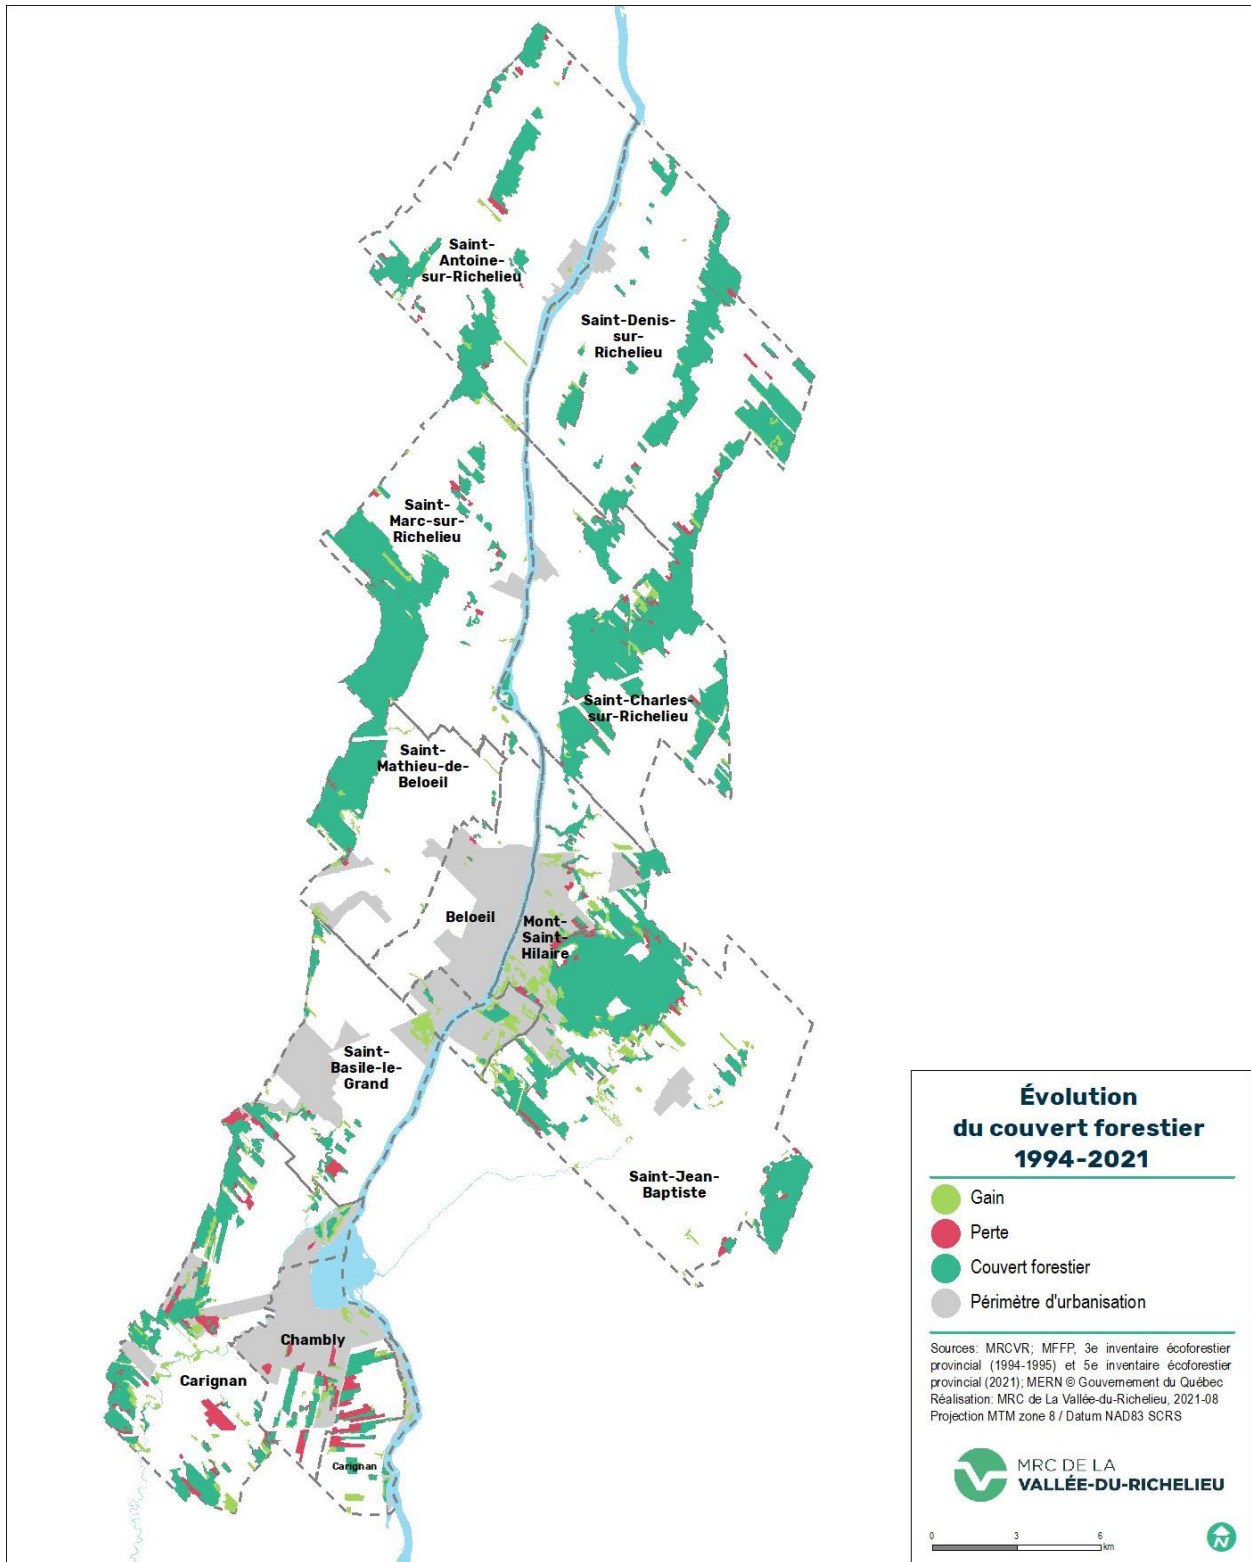 Saint-
Antoine-
sur-Richelieu
Saint-Denis-
sur-
Richelieu
Saint-
Marc-sur-
Richelieu
Saint-Charles-
sur-Richelieu
Saint-
Mathieu-de-
Beloeil
Beloeil
Mont-
Saint-
Hilaire
Saint-
Basile-le-
Grand
Saint-Jean-
Baptiste
Chambly
Carignan
Carignan
Évolution
du couvert forestier
1994-2021
Gain
Perte
Couvert forestier
Périmètre d'urbanisation
Sources: MRCVR; MFFP, 3e inventaire écoforestier
provincial (1994-1995) et 5e inventaire écoforestier
provincial (2021); MERN © Gouvernement du Québec
Réalisation: MRC de La Vallée-du-Richelieu, 2021-08
Projection MTM zone 8 / Datum NAD83 SCRS
MRC DE LA
VALLÉE-DU-RICHELIEU
0 3 6
km
N